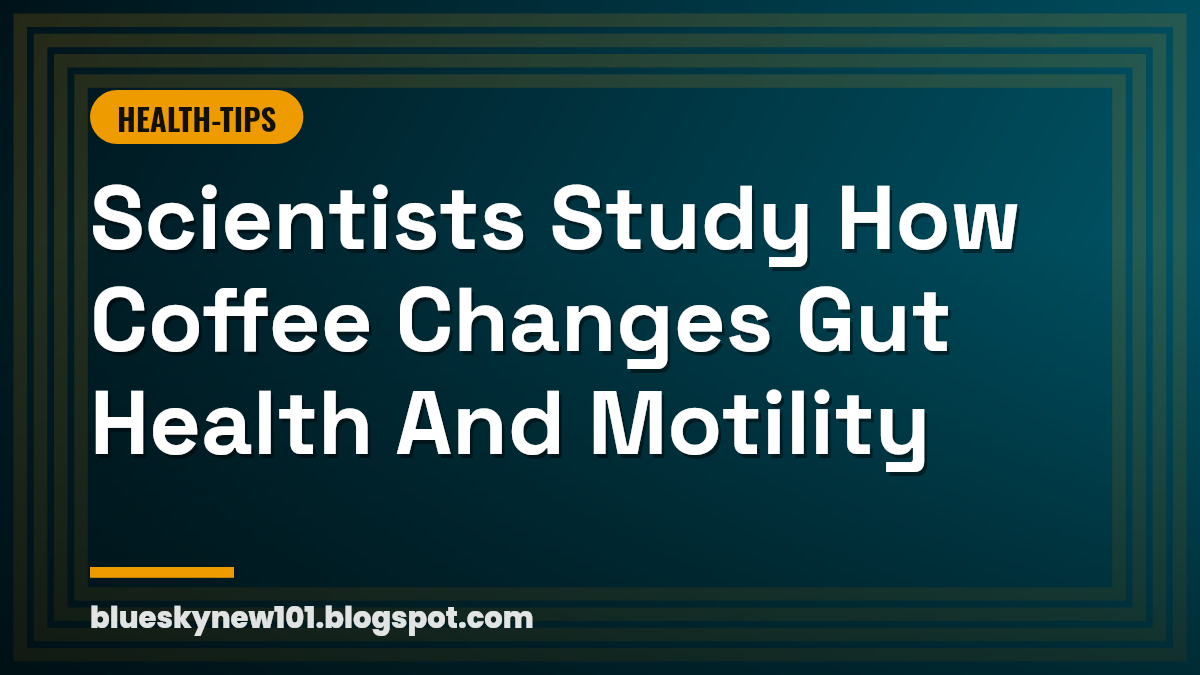 HEALTH-TIPS
Scientists Study How
Coffee Changes Gut
Health And Motility
blueskynew101.blogspot.com